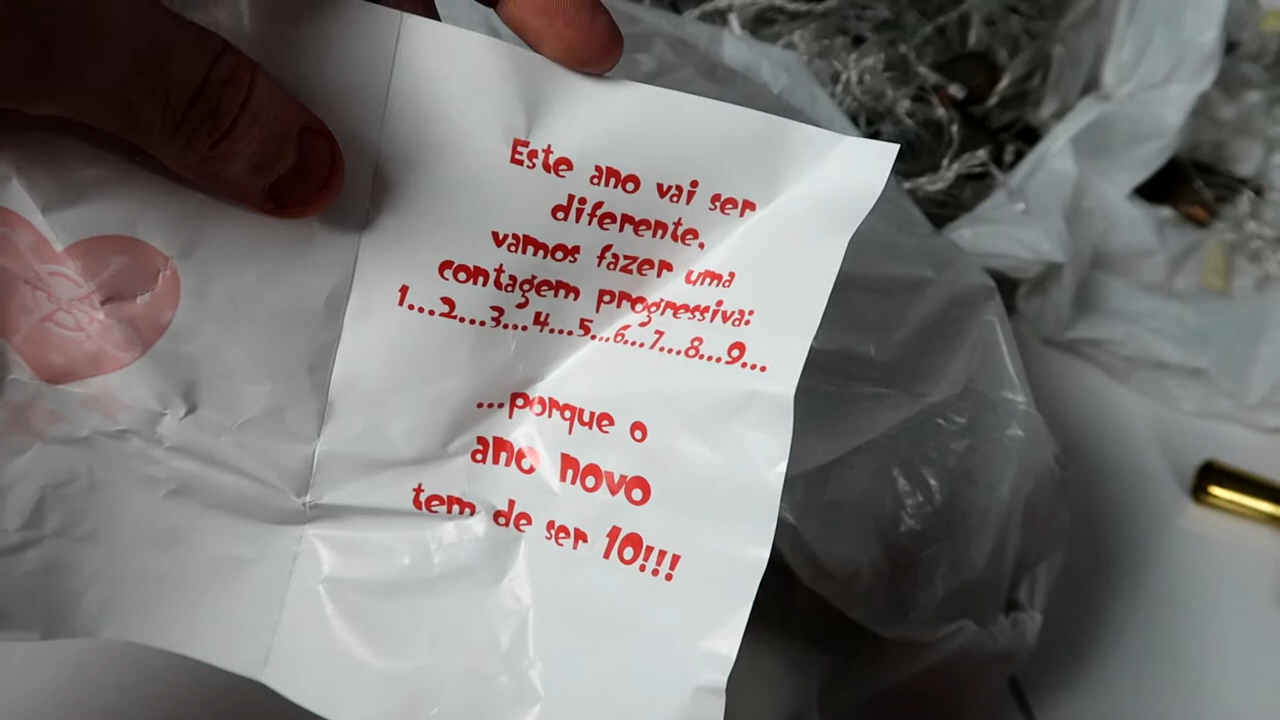 Este ano vai ser
diferente,
vamos fazer uma
contagem progressiva:
1...2...3...4...5...6...7...8...9...
...porque o
ano novo
tem de ser 10!!!